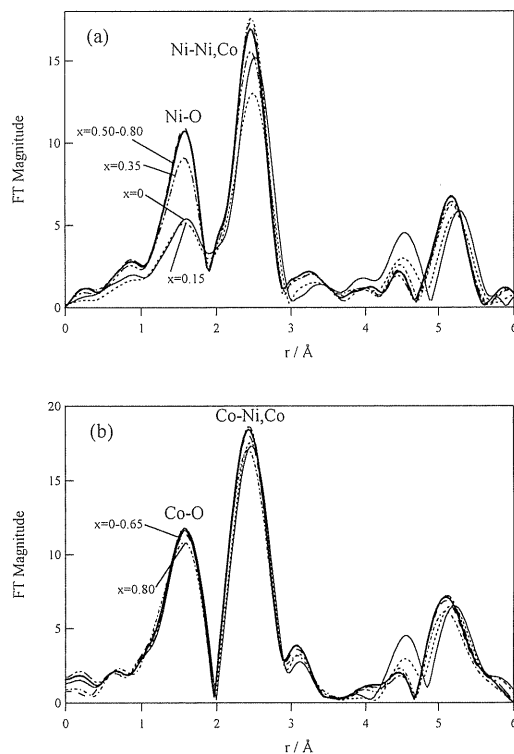 (a)
Ni-Ni,Co
Ni-O
x=0.50-0.80
x=0.35
x=0
x=0.15
FT Magnitude
15
10
5
0
0 1 2 3 4 5 6
r / Å
(b)
Co-Ni,Co
Co-O
x=0-0.65
x=0.80
FT Magnitude
20
15
10
5
0
0 1 2 3 4 5 6
r / Å